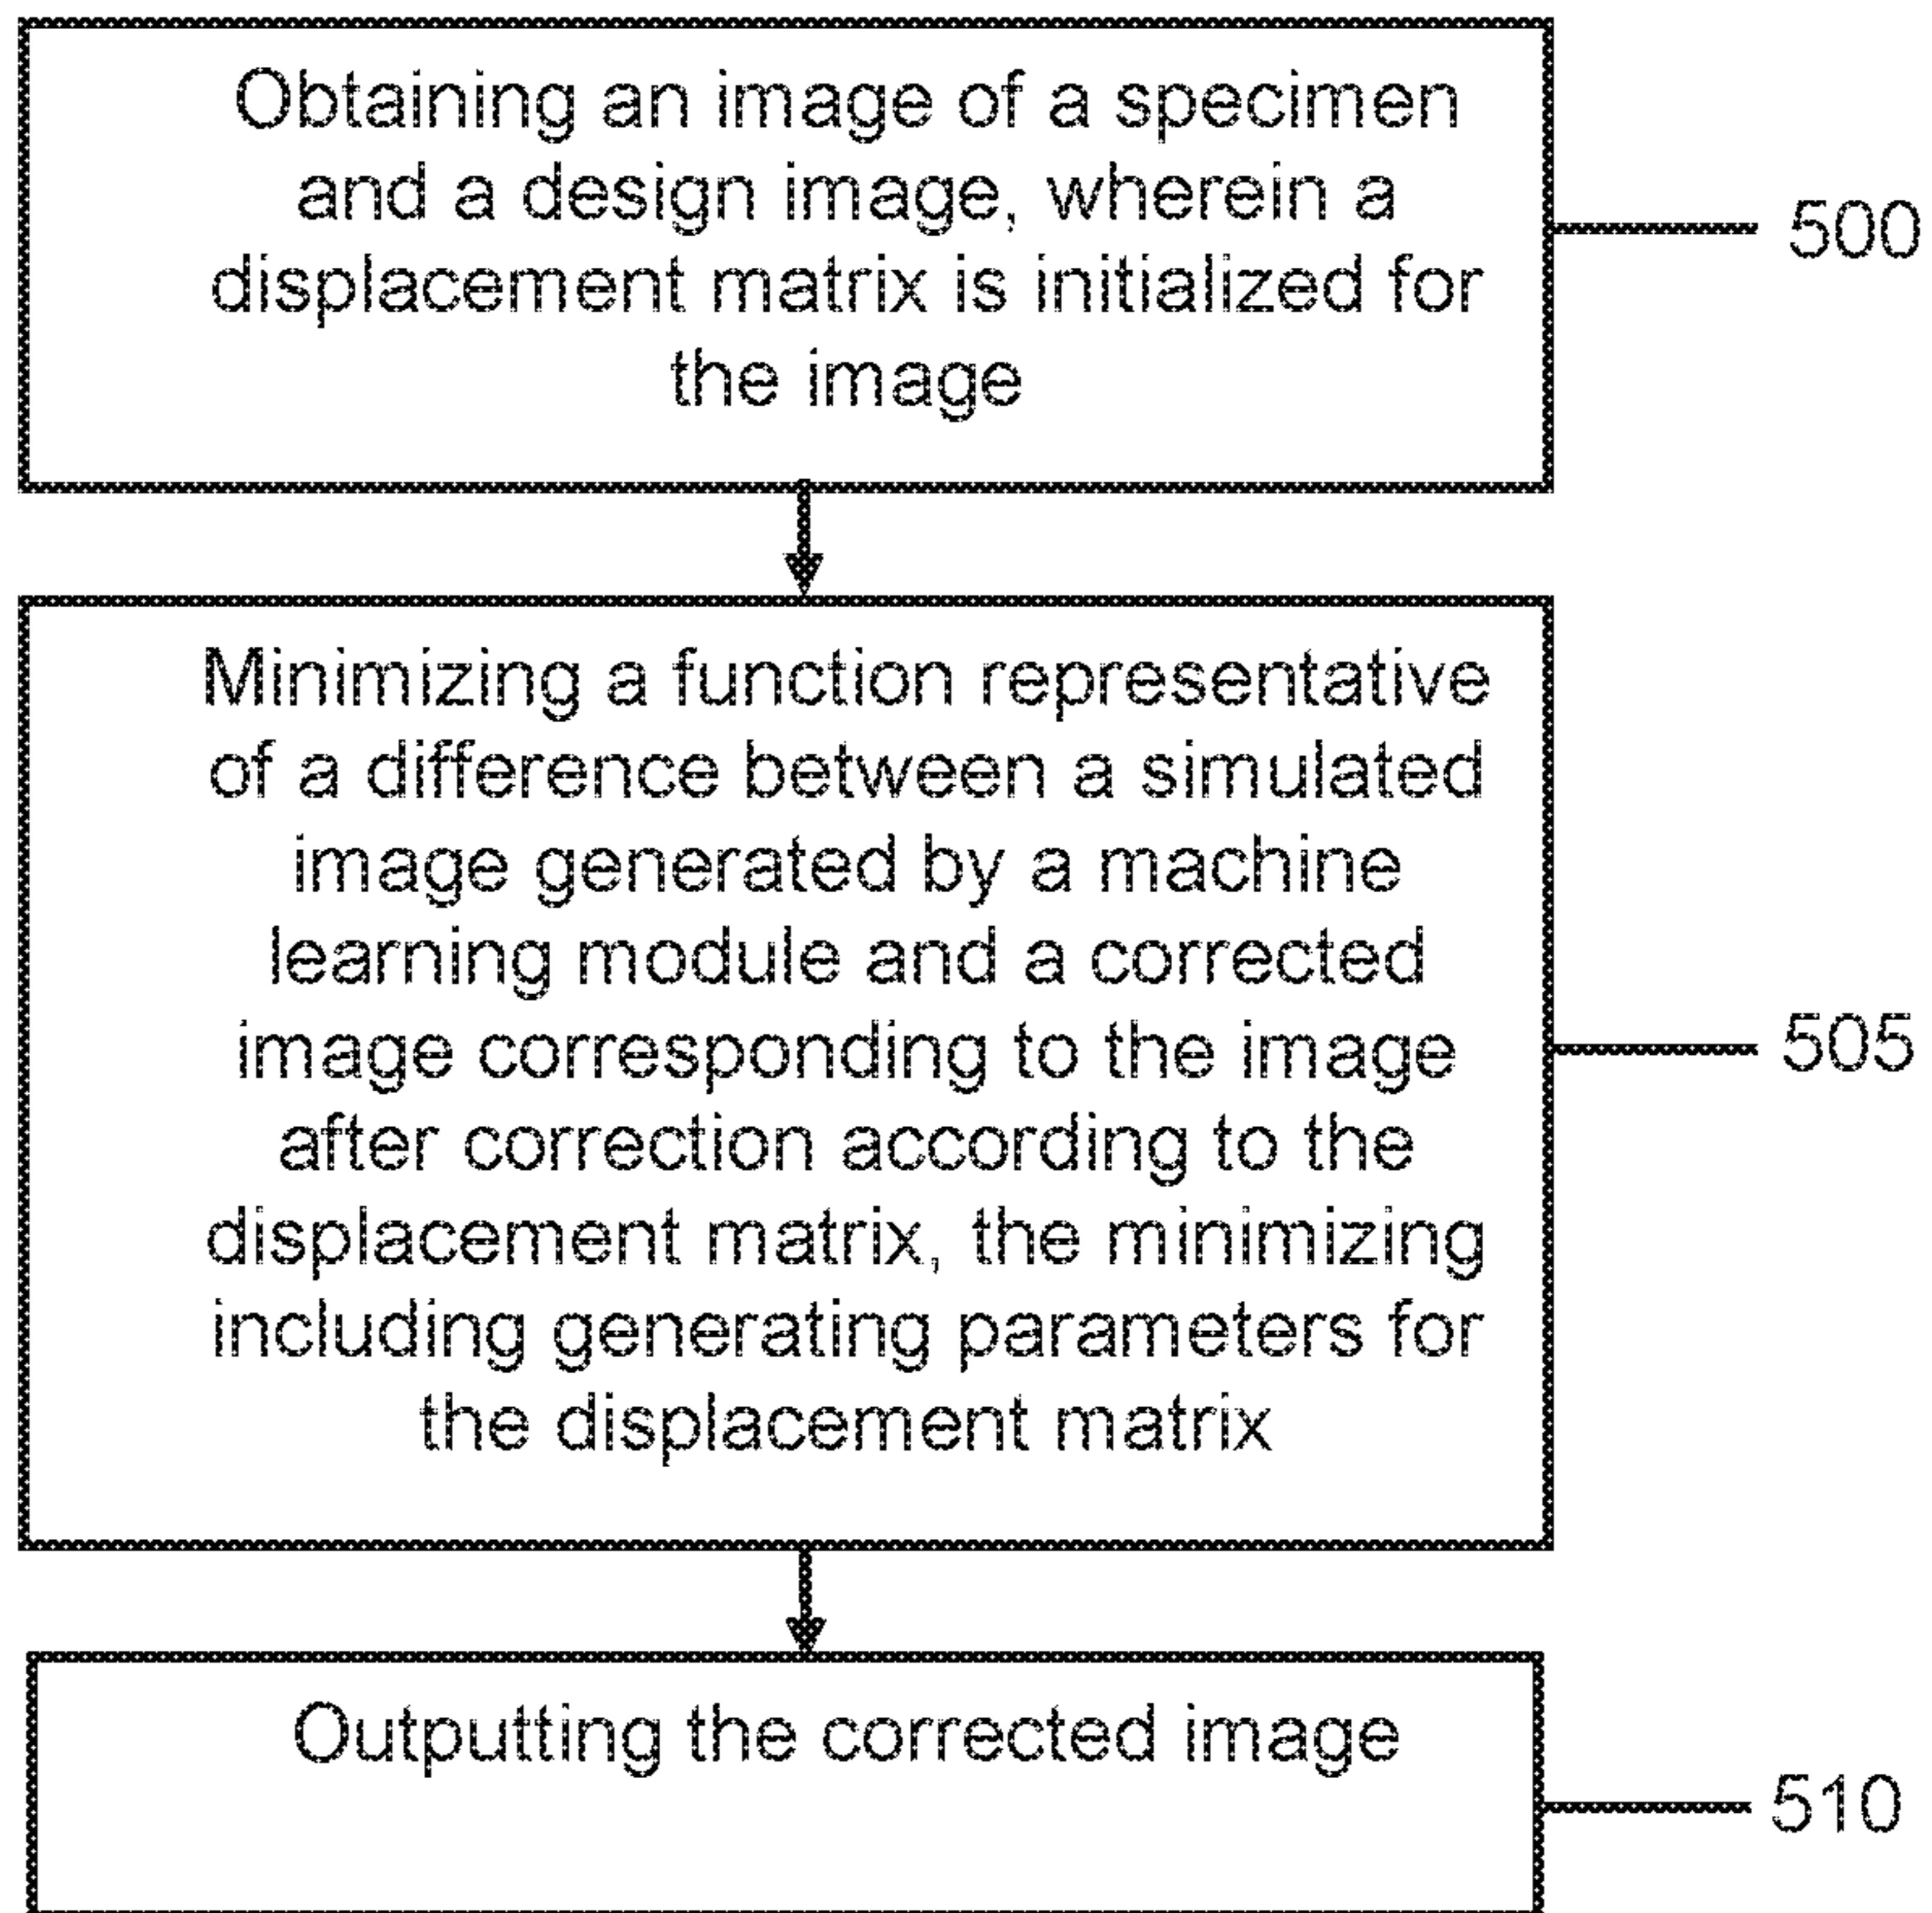 Obtaining an image of a specimen
and a design image, wherein a
displacement matrix is initialized for
the image
500
Minimizing a function representative
of a difference between a simulated
image generated by a machine
learning module and a corrected
image corresponding to the image
after correction according to the
displacement matrix, the minimizing
including generating parameters for
the displacement matrix
505
Outputting the corrected image
510